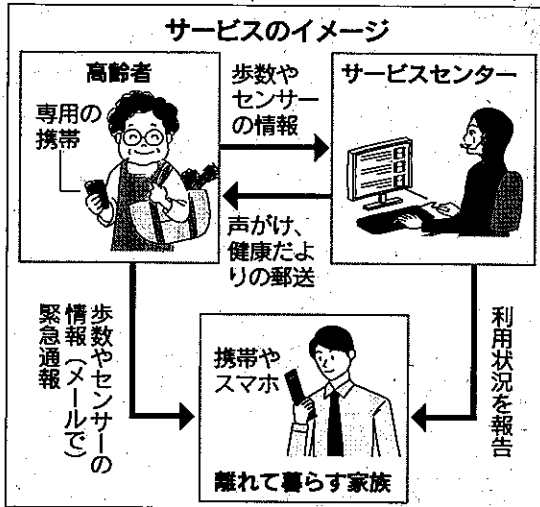 サービスのイメージ
高齢者
専用の
携帯
歩数や
センサー
の情報
サービスセンター
声がけ、
健康だよ
りの郵送
歩数やセンサーの
情報（メールで）
緊急通報
携帯や
スマホ
離れて暮らす家族
利用状況を報告